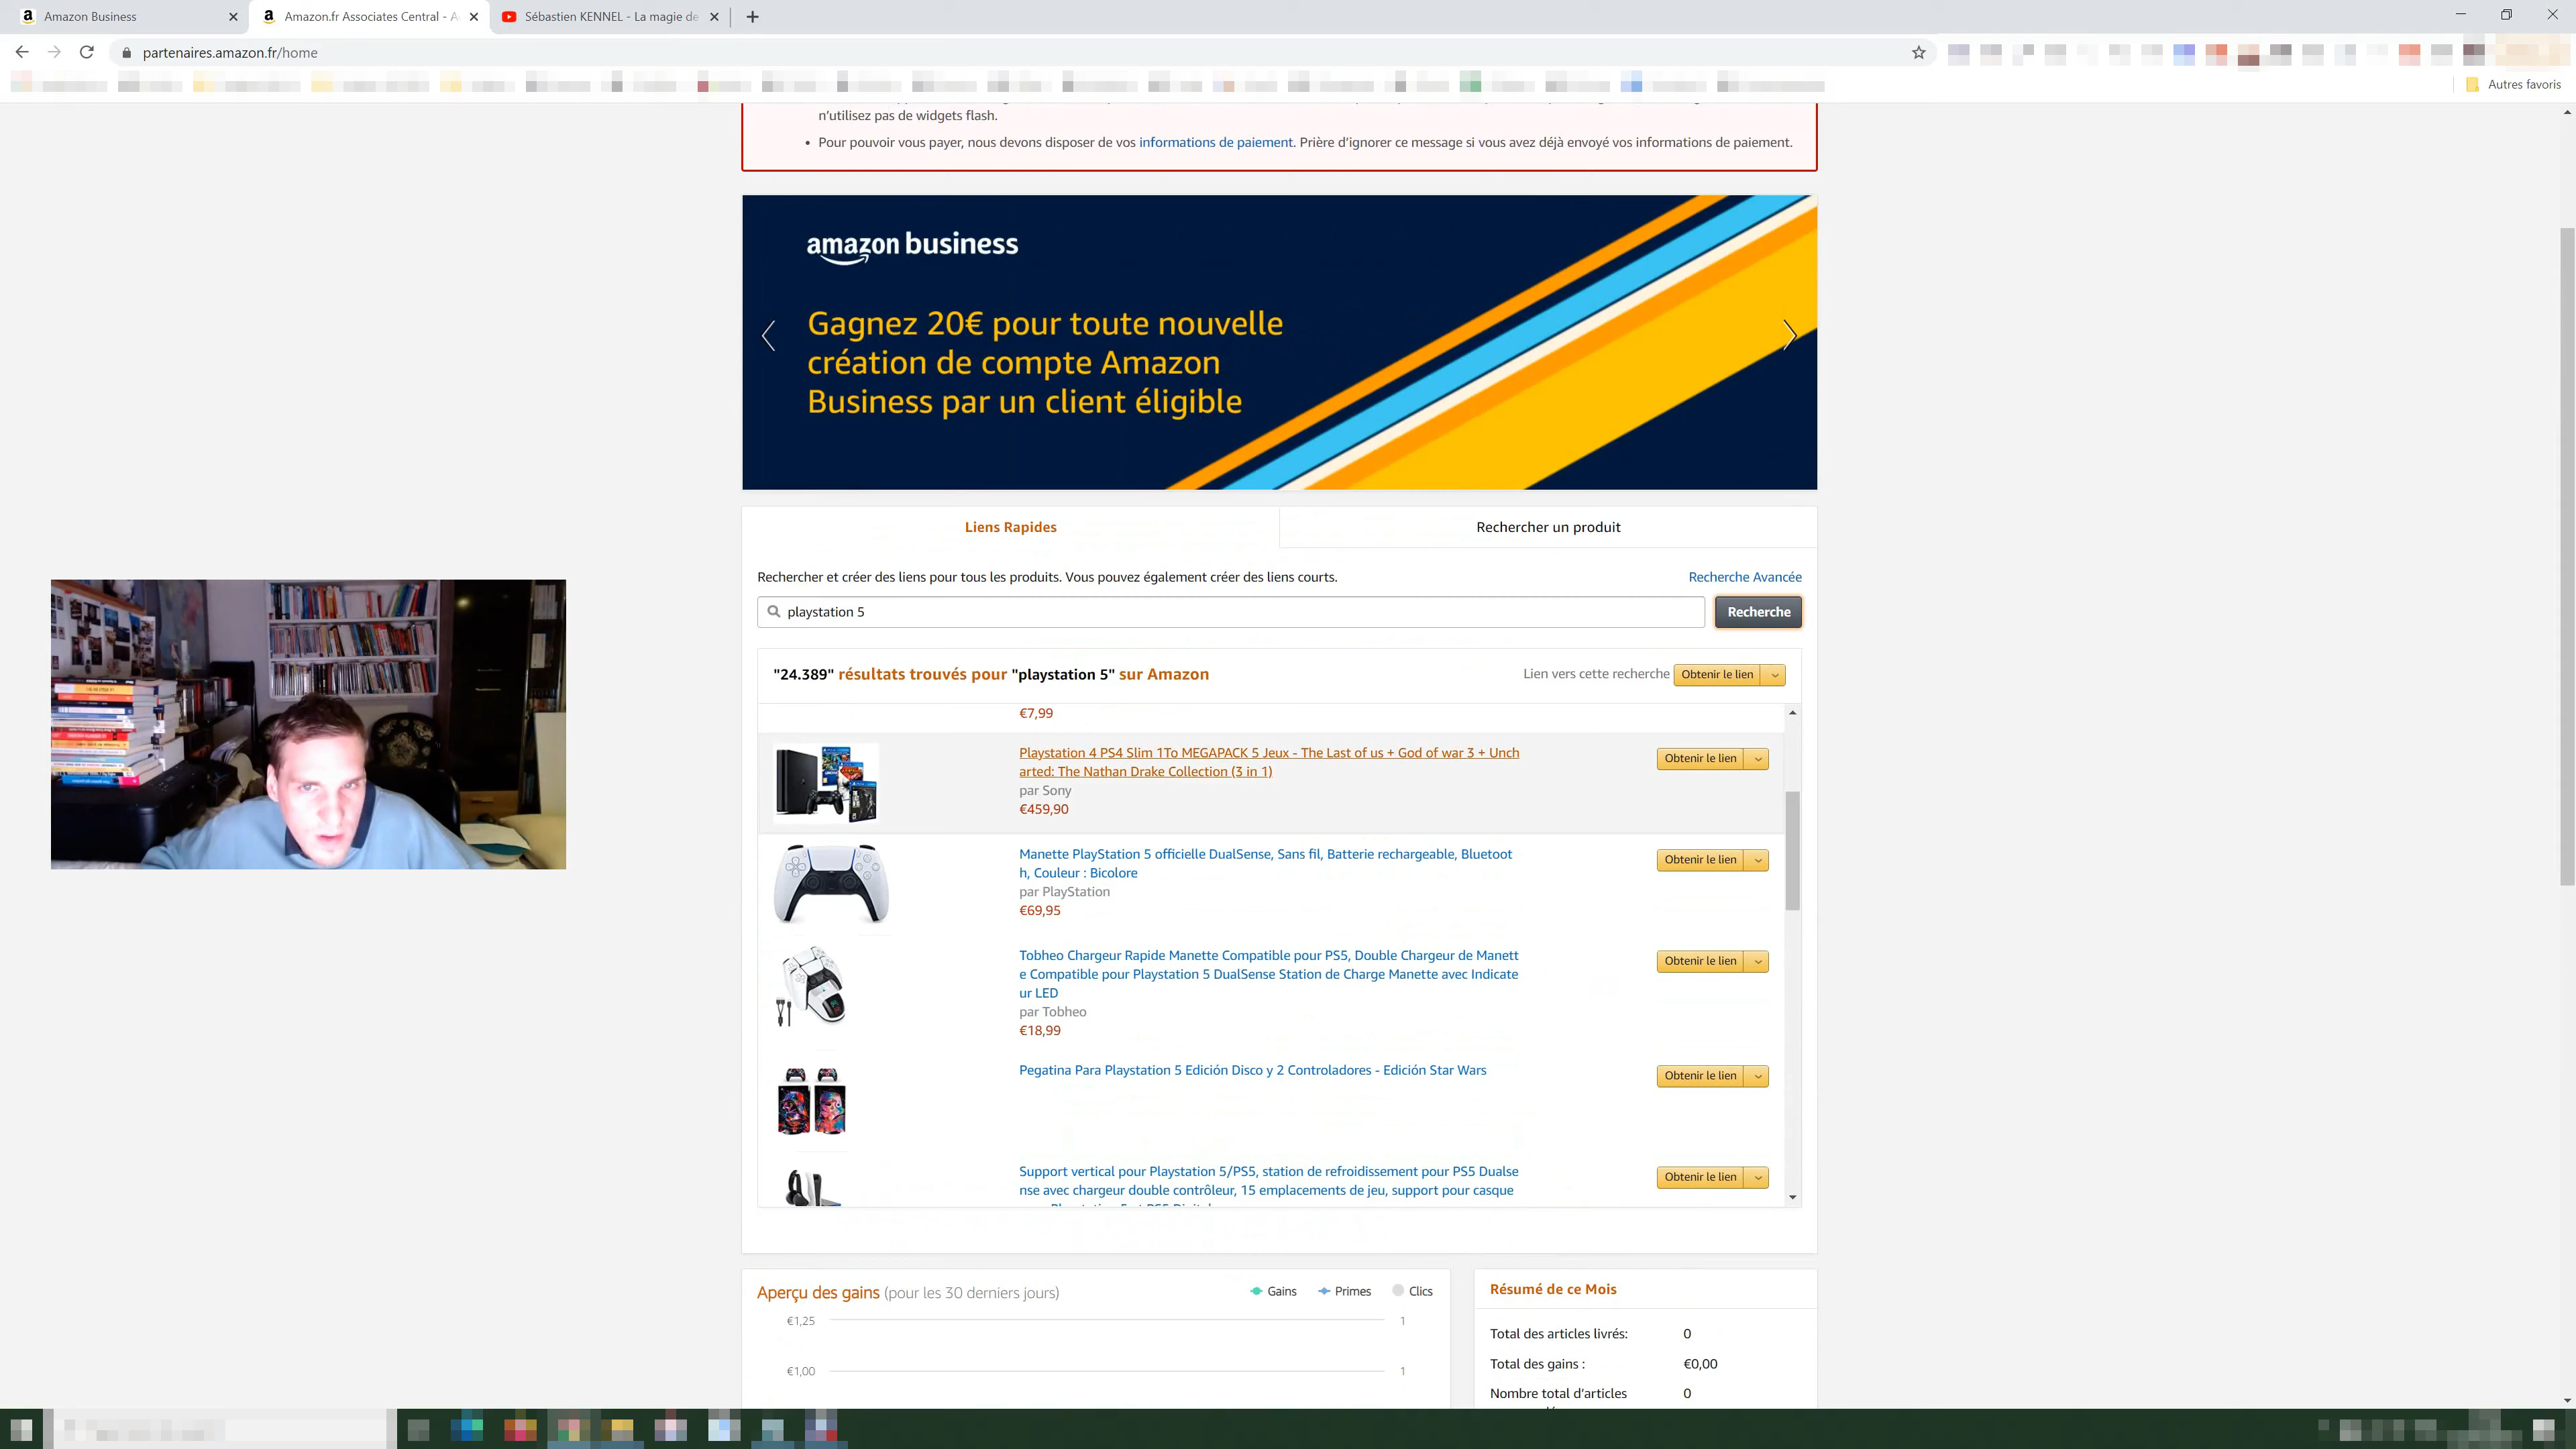 Amazon Business
Amazon.fr Associates Central - A
Sébastien KENNEL - La magie de
partenaires.amazon.fr/home
Autres favoris
n'utilisez pas de widgets flash.
• Pour pouvoir vous payer, nous devons disposer de vos informations de paiement. Prière d'ignorer ce message si vous avez déjà envoyé vos informations de paiement.
amazon business
Gagnez 20€ pour toute nouvelle
création de compte Amazon
Business par un client éligible
Liens Rapides
Rechercher un produit
Rechercher et créer des liens pour tous les produits. Vous pouvez également créer des liens courts.
Recherche Avancée
playstation 5
Recherche
"24.389" résultats trouvés pour "playstation 5" sur Amazon
Lien vers cette recherche
Obtenir le lien
€7,99
Playstation 4 PS4 Slim 1To MEGAPACK 5 Jeux - The Last of us + God of war 3 + Unch
arted: The Nathan Drake Collection (3 in 1)
par Sony
€459,90
Obtenir le lien
Manette PlayStation 5 officielle DualSense, Sans fil, Batterie rechargeable, Bluetoot
h, Couleur : Bicolore
par PlayStation
€69,95
Obtenir le lien
Tobheo Chargeur Rapide Manette Compatible pour PS5, Double Chargeur de Manett
e Compatible pour Playstation 5 DualSense Station de Charge Manette avec Indicate
ur LED
par Tobheo
€18,99
Obtenir le lien
Pegatina Para Playstation 5 Edición Disco y 2 Controladores - Edición Star Wars
Obtenir le lien
Support vertical pour Playstation 5/PS5, station de refroidissement pour PS5 Dualse
nse avec chargeur double contrôleur, 15 emplacements de jeu, support pour casque
Obtenir le lien
Aperçu des gains (pour les 30 derniers jours)
Gains
Primes
Clics
€1,25
1
€1,00
1
Résumé de ce Mois
Total des articles livrés: 0
Total des gains : €0,00
Nombre total d'articles 0